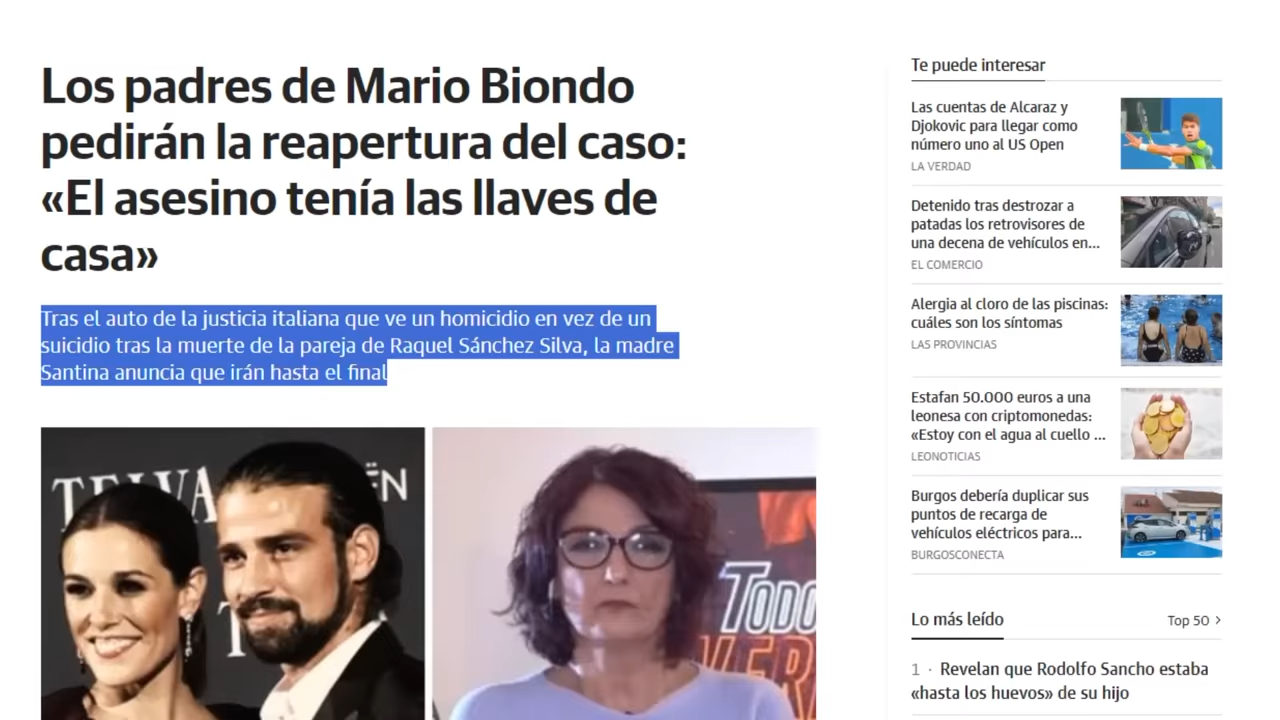 Los padres de Mario Biondo
pedirán la reapertura del caso:
«El asesino tenía las llaves de
casa»
Tras el auto de la justicia italiana que ve un homicidio en vez de un
suicidio tras la muerte de la pareja de Raquel Sánchez Silva, la madre
Santina anuncia que irán hasta el final
TELVA
ËN
T
TODO
VER
Te puede interesar
Las cuentas de Alcaraz y
Djokovic para llegar como
número uno al US Open
LA VERDAD
Detenido tras destrozar a
patadas los retrovisores de
una decena de vehículos en...
EL COMERCIO
Alergia al cloro de las piscinas:
cuáles son los síntomas
LAS PROVINCIAS
Estafan 50.000 euros a una
leonesa con criptomonedas:
«Estoy con el agua al cuello ...
LEONOTICIAS
Burgos debería duplicar sus
puntos de recarga de
vehículos eléctricos para...
BURGOSCONECTA
Lo más leído
Top 50 >
1 · Revelan que Rodolfo Sancho estaba
«hasta los huevos» de su hijo